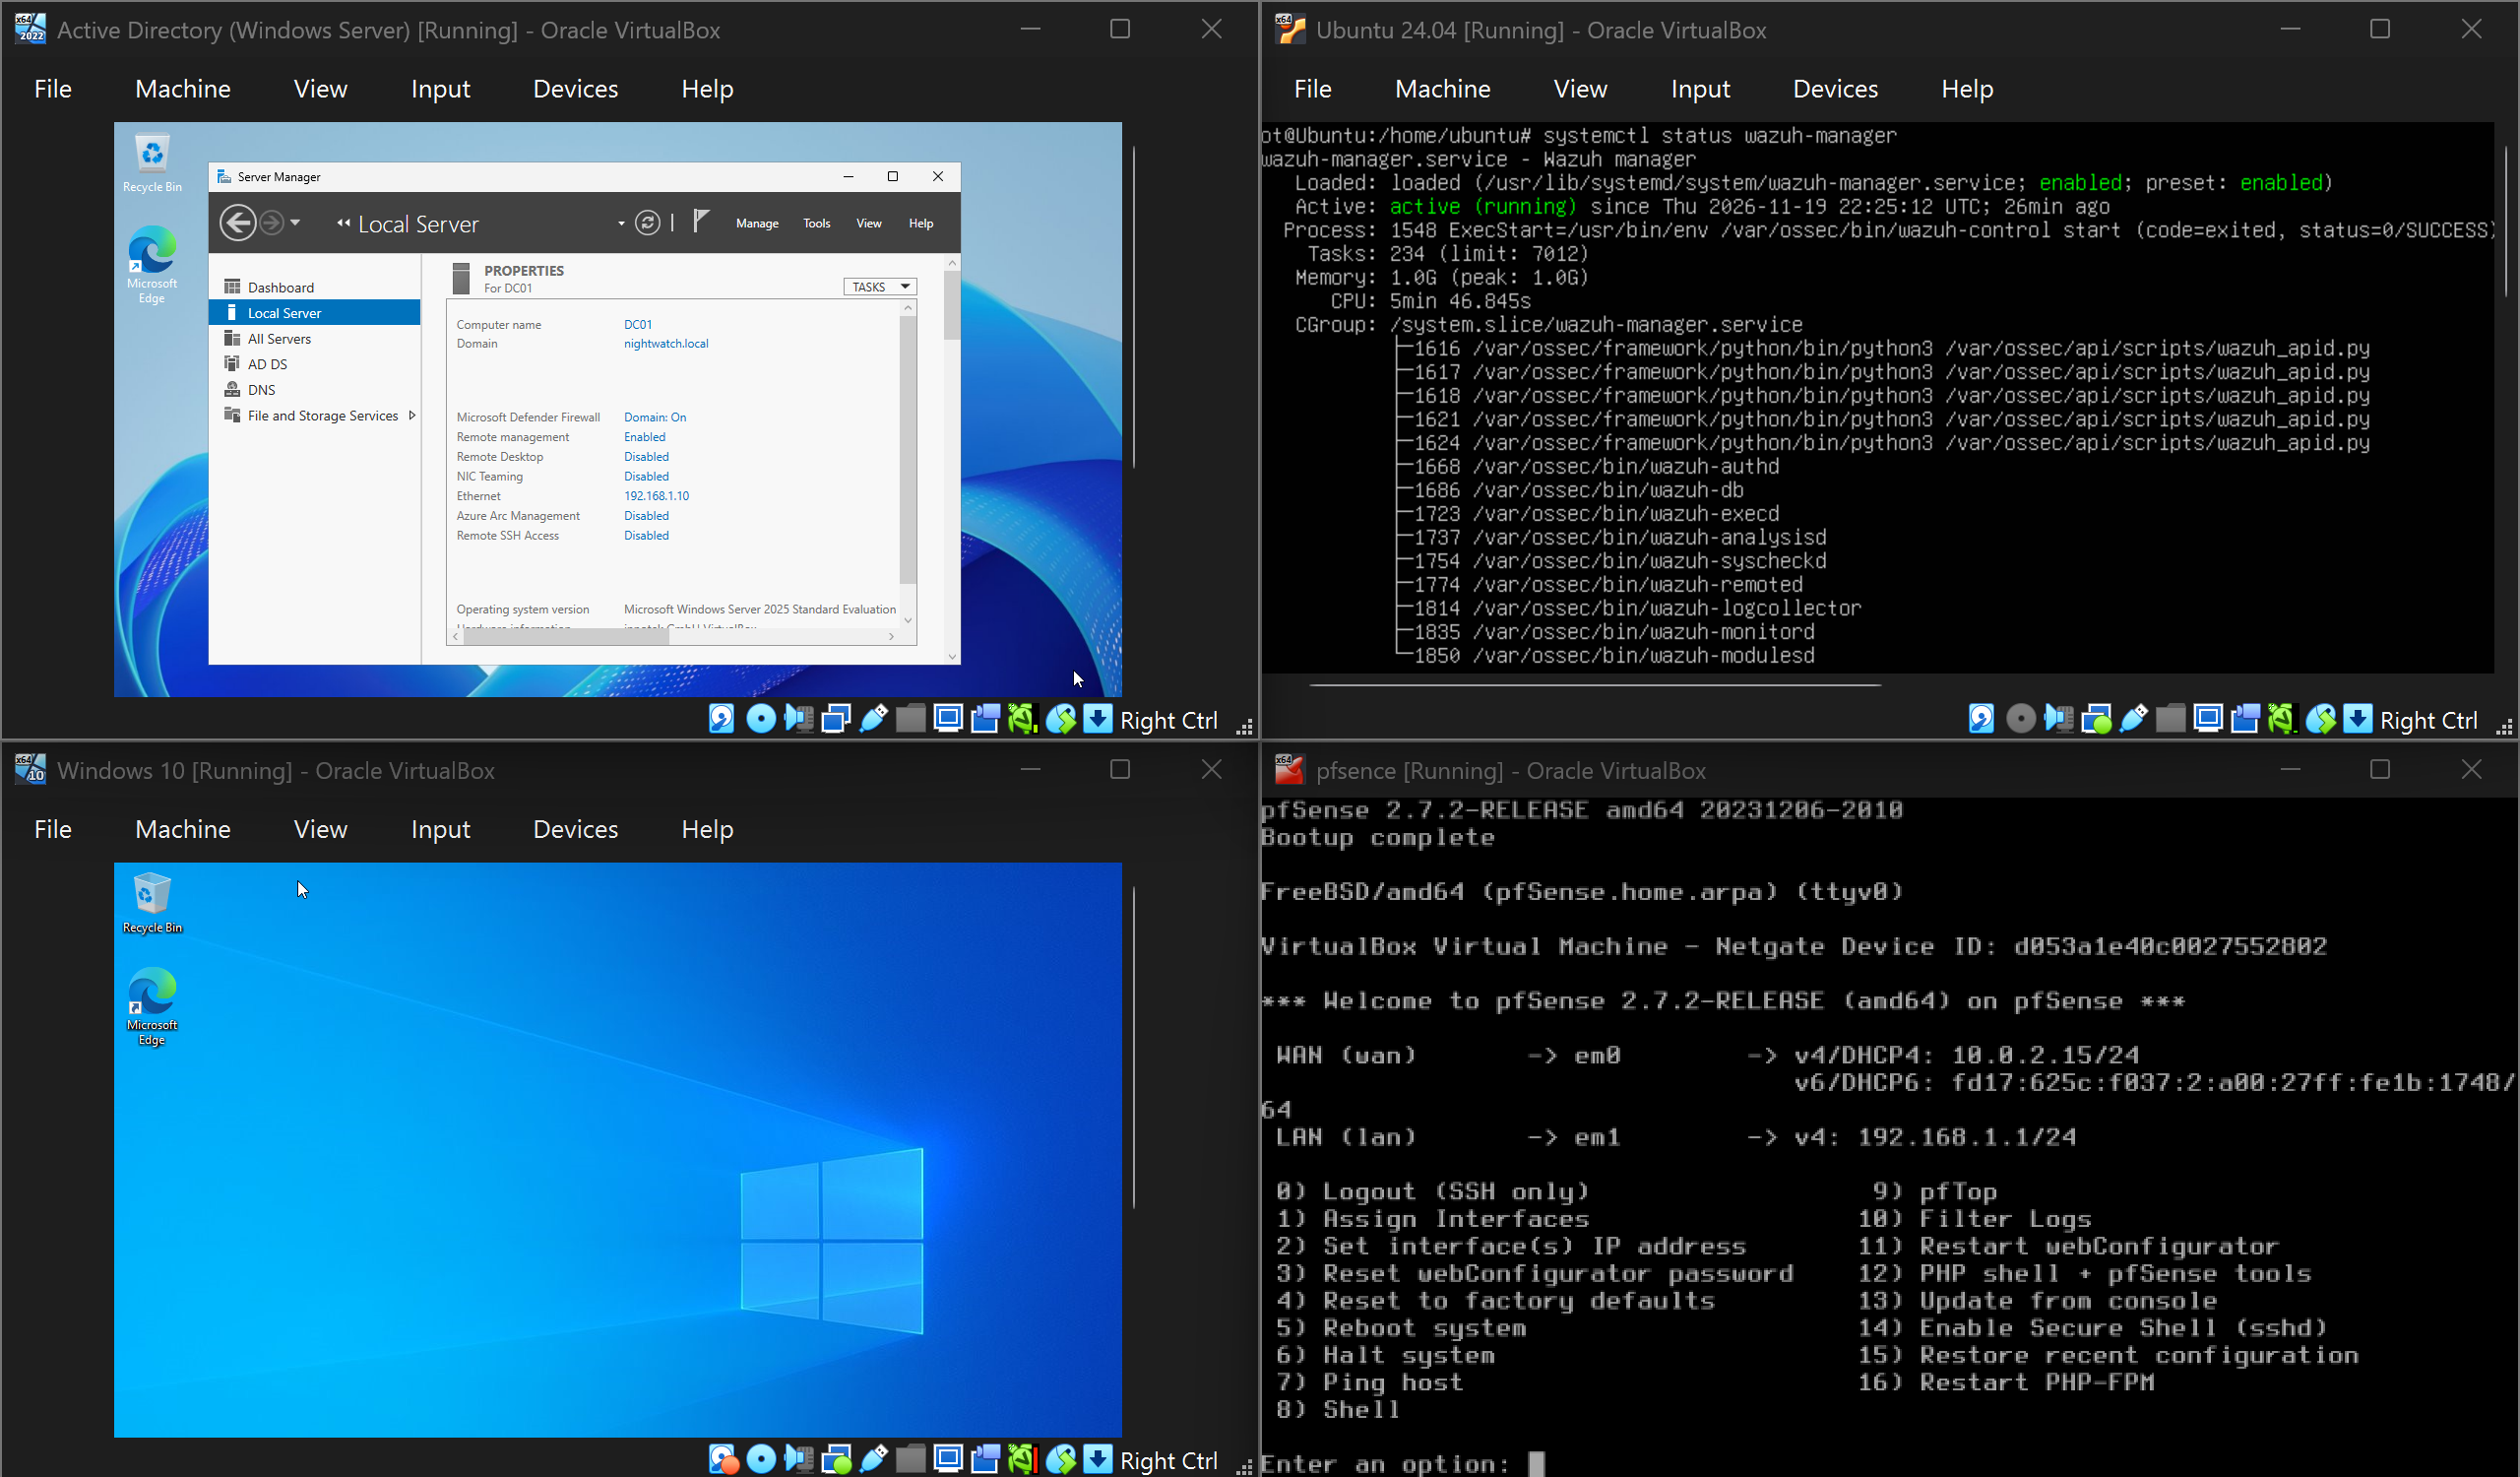 Active Directory (Windows Server) [Running] - Oracle VirtualBox
File Machine View Input Devices Help
Recycle Bin
Microsoft
Edge
Server Manager
Local Server
Manage Tools View Help
Dashboard
Local Server
All Servers
AD DS
DNS
File and Storage Services
PROPERTIES
For DC01
TASKS
Computer name DC01
Domain nightwatch.local
Microsoft Defender Firewall Domain: On
Remote management Enabled
Remote Desktop Disabled
NIC Teaming Disabled
Ethernet 192.168.1.10
Azure Arc Management Disabled
Remote SSH Access Disabled
Operating system version Microsoft Windows Server 2025 Standard Evaluation
Right Ctrl
Ubuntu 24.04 [Running] - Oracle VirtualBox
File Machine View Input Devices Help
ot@Ubuntu:/home/ubuntu# systemctl status wazuh-manager
wazuh-manager.service - Wazuh manager
Loaded: loaded (/usr/lib/systemd/system/wazuh-manager.service; enabled; preset: enabled)
Active: active (running) since Thu 2026-11-19 22:25:12 UTC; 26min ago
Process: 1548 ExecStart=/usr/bin/env /var/ossec/bin/wazuh-control start (code=exited, status=0/SUCCESS)
Tasks: 234 (limit: 7012)
Memory: 1.0G (peak: 1.0G)
CPU: 5min 46.845s
CGroup: /system.slice/wazuh-manager.service
├─1616 /var/ossec/framework/python/bin/python3 /var/ossec/api/scripts/wazuh_apid.py
├─1617 /var/ossec/framework/python/bin/python3 /var/ossec/api/scripts/wazuh_apid.py
├─1618 /var/ossec/framework/python/bin/python3 /var/ossec/api/scripts/wazuh_apid.py
├─1621 /var/ossec/framework/python/bin/python3 /var/ossec/api/scripts/wazuh_apid.py
├─1624 /var/ossec/framework/python/bin/python3 /var/ossec/api/scripts/wazuh_apid.py
├─1668 /var/ossec/bin/wazuh-authd
├─1686 /var/ossec/bin/wazuh-db
├─1723 /var/ossec/bin/wazuh-execd
├─1737 /var/ossec/bin/wazuh-analysisd
├─1754 /var/ossec/bin/wazuh-syscheckd
├─1774 /var/ossec/bin/wazuh-remoted
├─1814 /var/ossec/bin/wazuh-logcollector
├─1835 /var/ossec/bin/wazuh-monitord
└─1850 /var/ossec/bin/wazuh-modulesd
Right Ctrl
Windows 10 [Running] - Oracle VirtualBox
File Machine View Input Devices Help
Recycle Bin
Microsoft
Edge
Right Ctrl
pfsence [Running] - Oracle VirtualBox
pfSense 2.7.2-RELEASE amd64 20231206-2010
Bootup complete
FreeBSD/amd64 (pfSense.home.arpa) (ttyv0)
VirtualBox Virtual Machine - Netgate Device ID: d053a1e40c0027552802
*** Welcome to pfSense 2.7.2-RELEASE (amd64) on pfSense ***
WAN (wan) -> em0 -> v4/DHCP4: 10.0.2.15/24
v6/DHCP6: fd17:625c:f037:2:a00:27ff:fe1b:1748/
64
LAN (lan) -> em1 -> v4: 192.168.1.1/24
0) Logout (SSH only) 9) pfTop
1) Assign Interfaces 10) Filter Logs
2) Set interface(s) IP address 11) Restart webConfigurator
3) Reset webConfigurator password 12) PHP shell + pfSense tools
4) Reset to factory defaults 13) Update from console
5) Reboot system 14) Enable Secure Shell (sshd)
6) Halt system 15) Restore recent configuration
7) Ping host 16) Restart PHP-FPM
8) Shell
Enter an option: